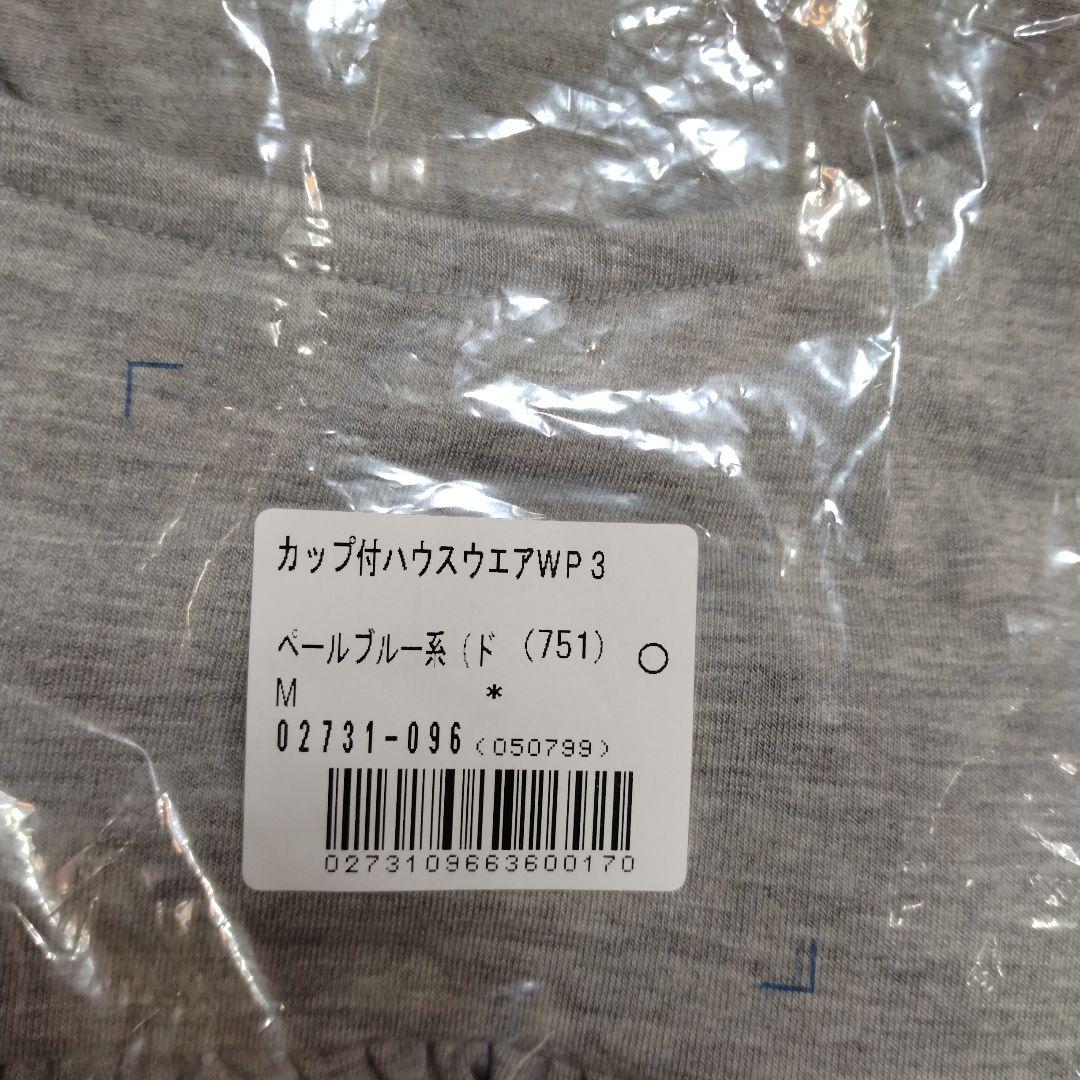 カップ付ハウスウエアWP3
ペールブルー系(ド (751) ○
M *
02731-096 (050799)
0273109663600170